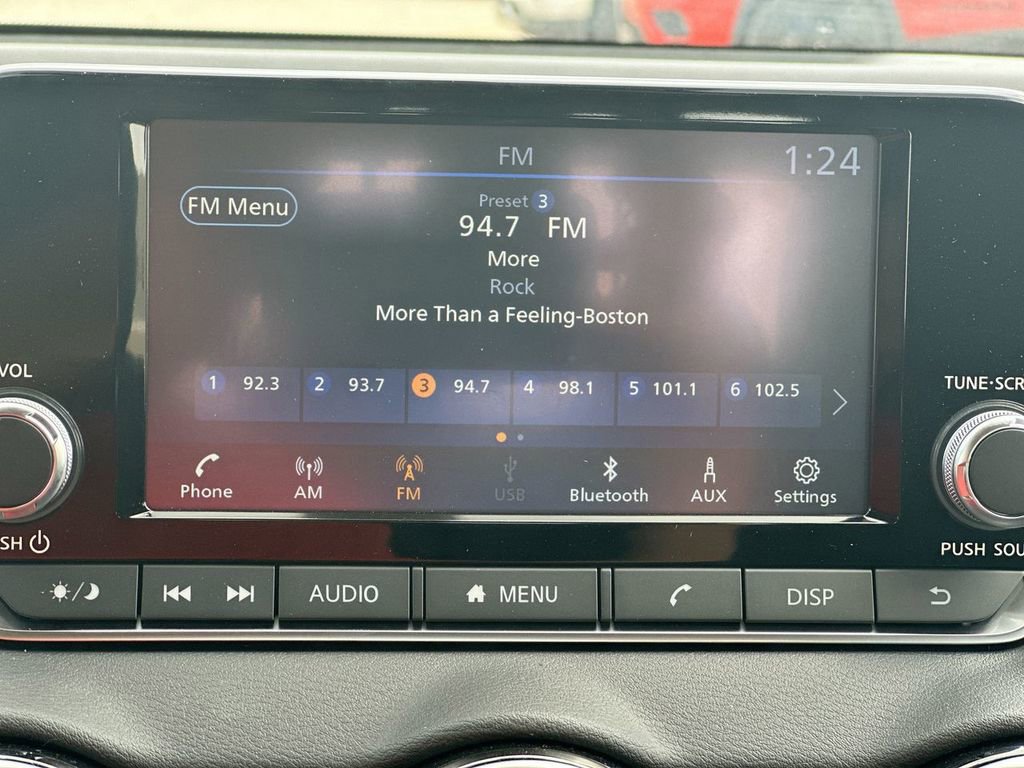 FM
1:24
FM Menu
Preset 3
94.7 FM
More
Rock
More Than a Feeling-Boston
1 92.3 2 93.7 3 94.7 4 98.1 5 101.1 6 102.5
Phone AM FM USB Bluetooth AUX Settings
VOL
TUNE·SCR
SH
PUSH SOU
AUDIO MENU DISP